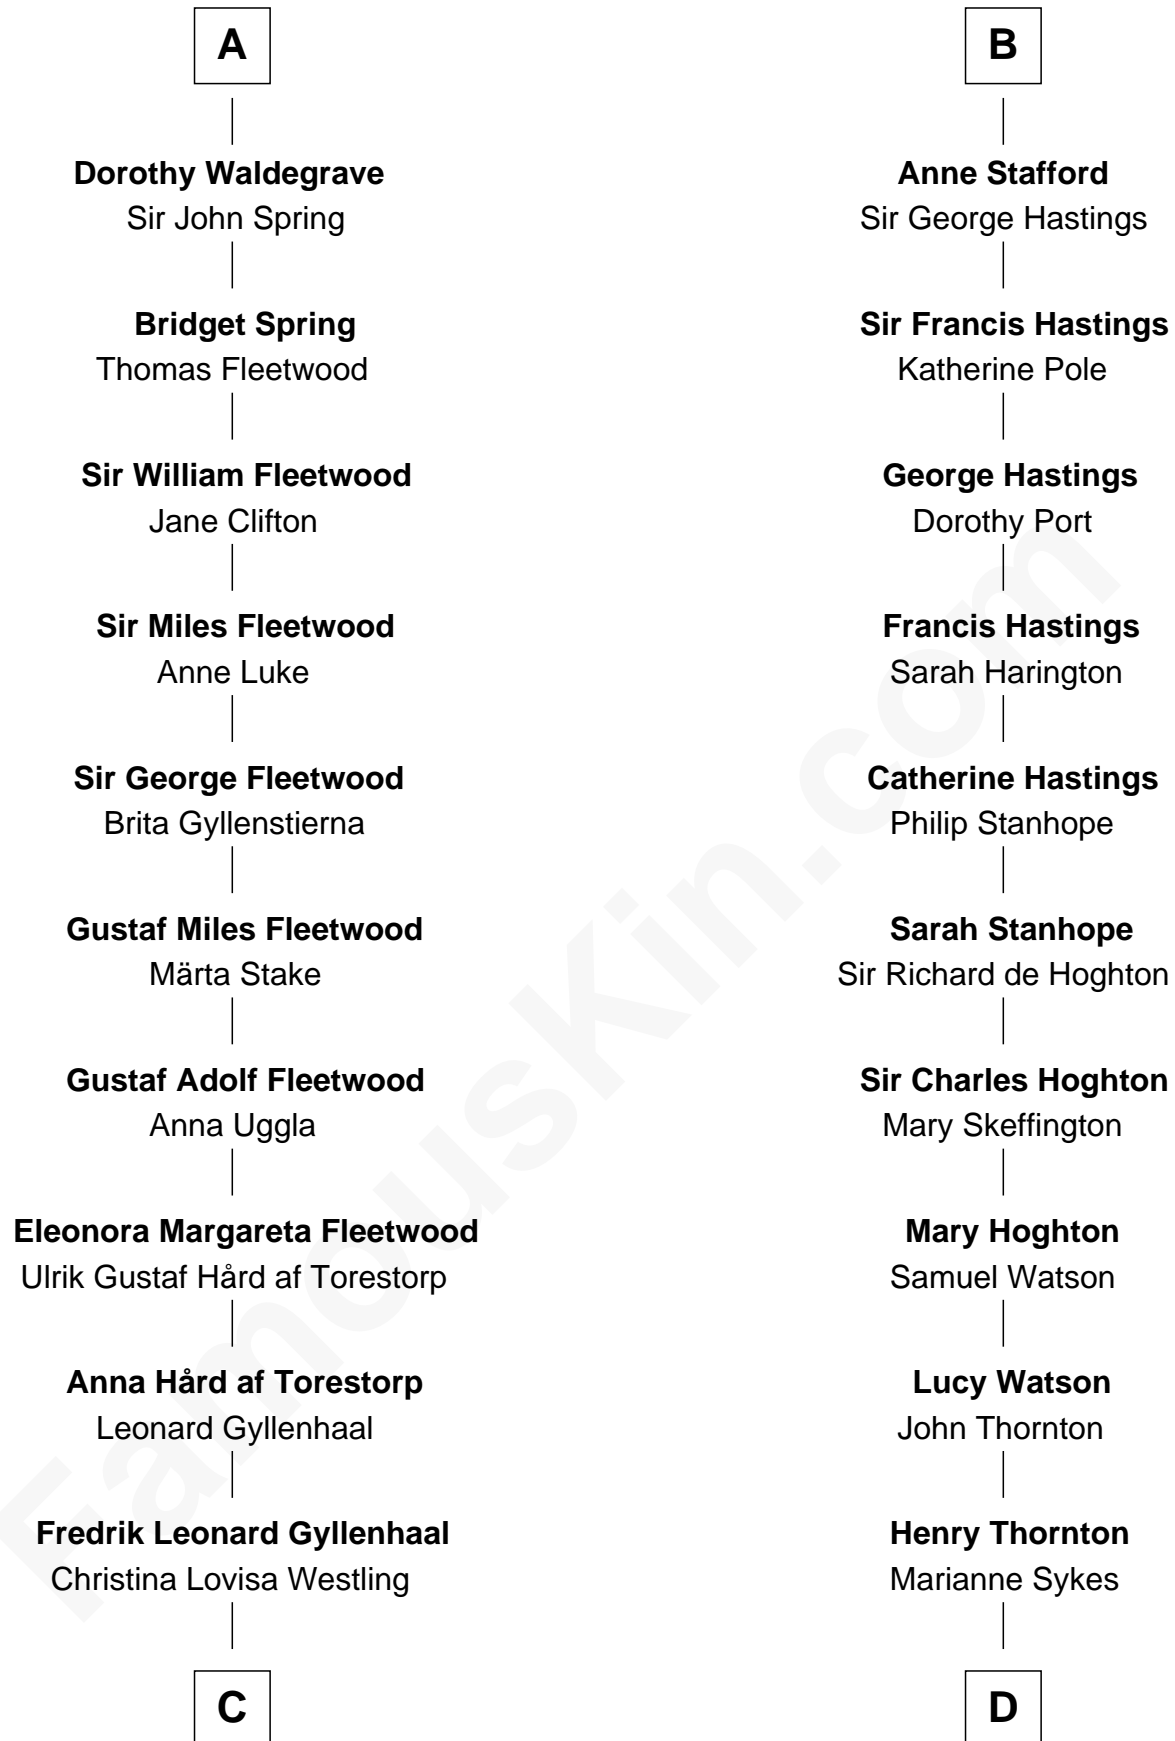 A
Dorothy Waldegrave
Sir John Spring
Bridget Spring
Thomas Fleetwood
Sir William Fleetwood
Jane Clifton
Sir Miles Fleetwood
Anne Luke
Sir George Fleetwood
Brita Gyllenstierna
Gustaf Miles Fleetwood
Märta Stake
Gustaf Adolf Fleetwood
Anna Uggla
Eleonora Margareta Fleetwood
Ulrik Gustaf Hård af Torestorp
Anna Hård af Torestorp
Leonard Gyllenhaal
Fredrik Leonard Gyllenhaal
Christina Lovisa Westling
C
B
Anne Stafford
Sir George Hastings
Sir Francis Hastings
Katherine Pole
George Hastings
Dorothy Port
Francis Hastings
Sarah Harington
Catherine Hastings
Philip Stanhope
Sarah Stanhope
Sir Richard de Hoghton
Sir Charles Hoghton
Mary Skeffington
Mary Hoghton
Samuel Watson
Lucy Watson
John Thornton
Henry Thornton
Marianne Sykes
D
FamousKin.com